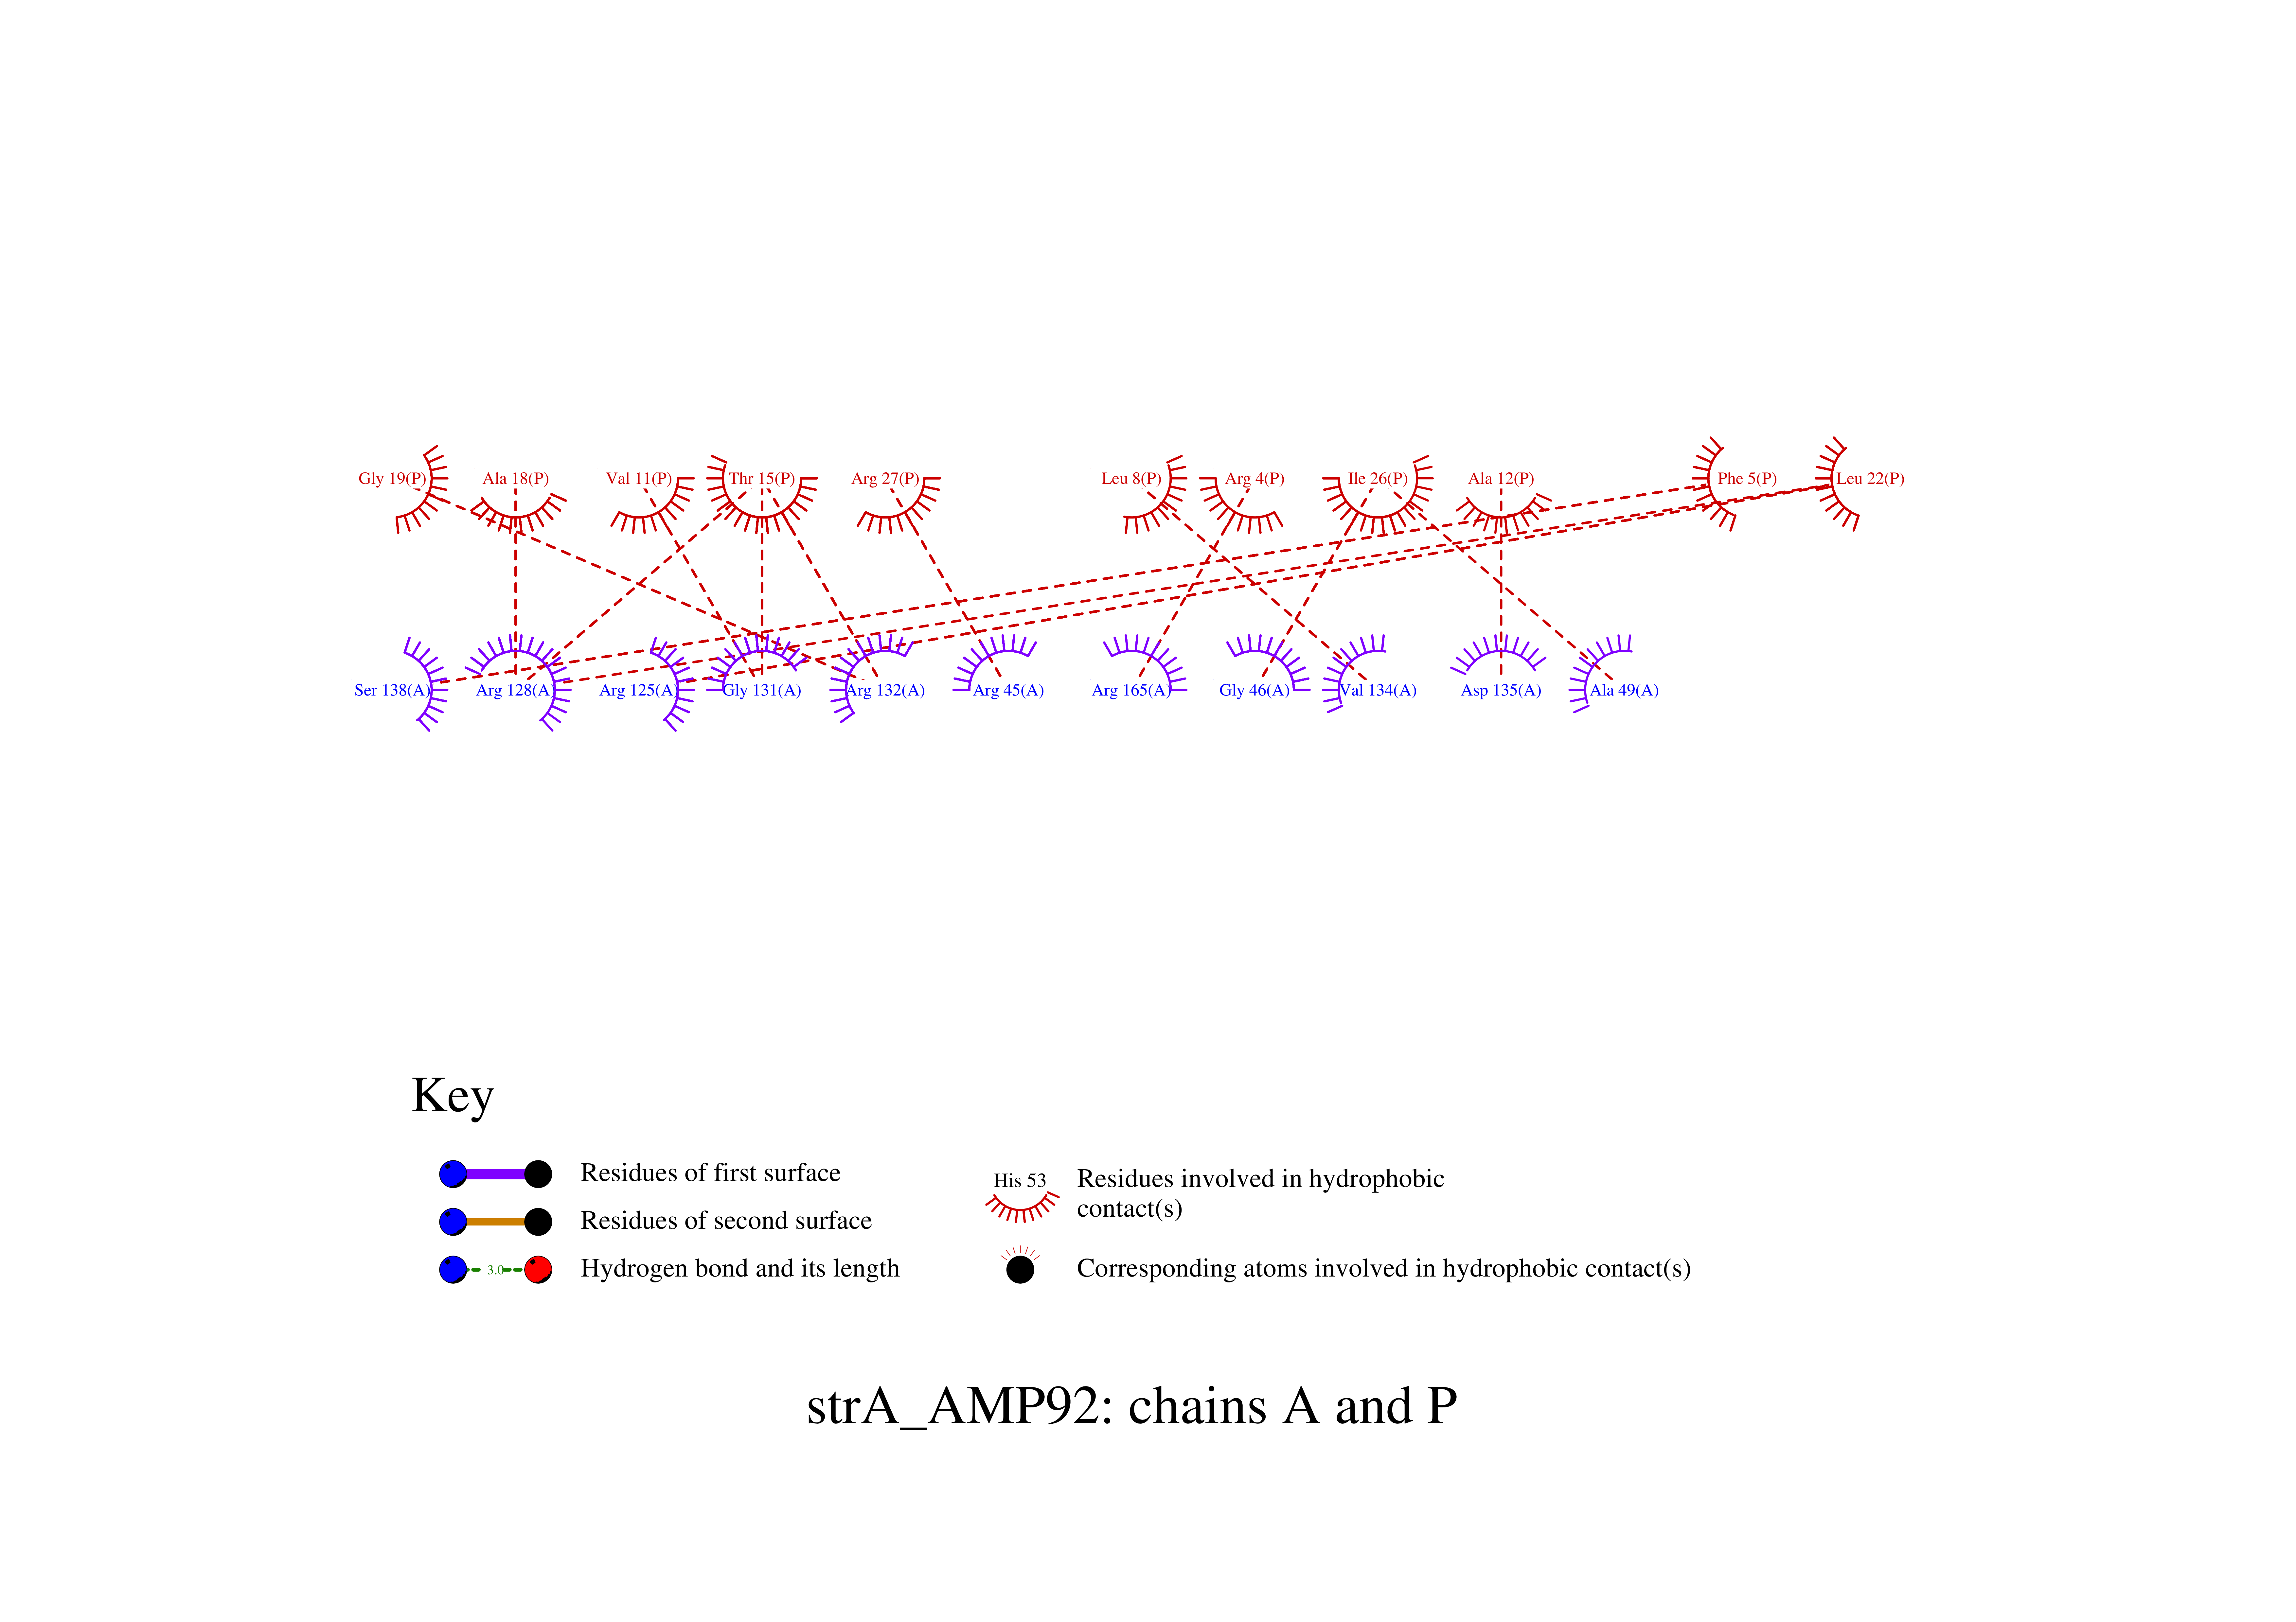 Gly 19(P) Ala 18(P) Val 11(P) Thr 15(P) Arg 27(P) Leu 8(P) Arg 4(P) Ile 26(P) Ala 12(P) Phe 5(P) Leu 22(P)
Ser 138(A) Arg 128(A) Arg 125(A) Gly 131(A) Arg 132(A) Arg 45(A) Arg 165(A) Gly 46(A) Val 134(A) Asp 135(A) Ala 49(A)
Key
Residues of first surface
Residues of second surface
3.0 Hydrogen bond and its length
His 53 Residues involved in hydrophobic
contact(s)
Corresponding atoms involved in hydrophobic contact(s)
strA_AMP92: chains A and P